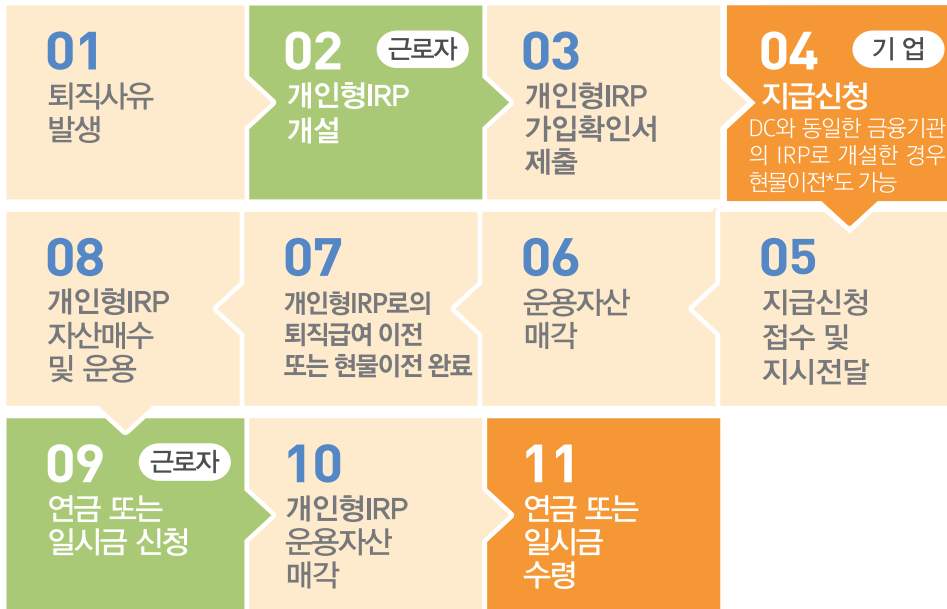 01
퇴직사유
발생
02 근로자
개인형IRP
개설
03
개인형IRP
가입확인서
제출
04 기 업
지급신청
DC와 동일한 금융기관
의 IRP로 개설한 경우
현물이전*도 가능
05
지급신청
접수 및
지시전달
06
운용자산
매각
07
개인형IRP로의
퇴직급여 이전
또는 현물이전 완료
08
개인형IRP
자산매수
및 운용
09 근로자
연금 또는
일시금 신청
10
개인형IRP
운용자산
매각
11
연금 또는
일시금
수령